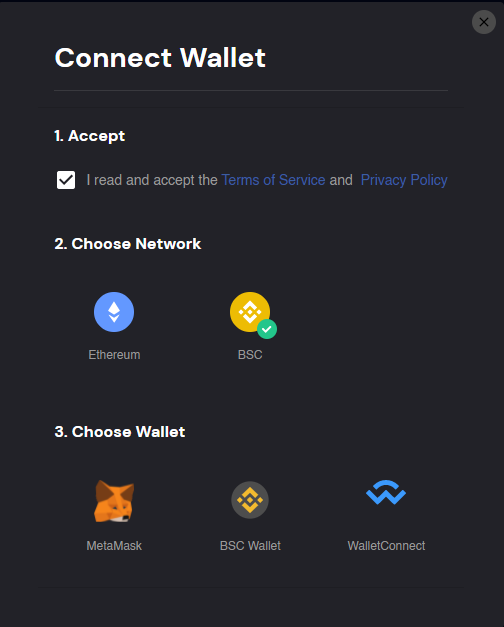 Connect Wallet
1. Accept
I read and accept the Terms of Service and Privacy Policy
2. Choose Network
Ethereum BSC
3. Choose Wallet
MetaMask BSC Wallet WalletConnect